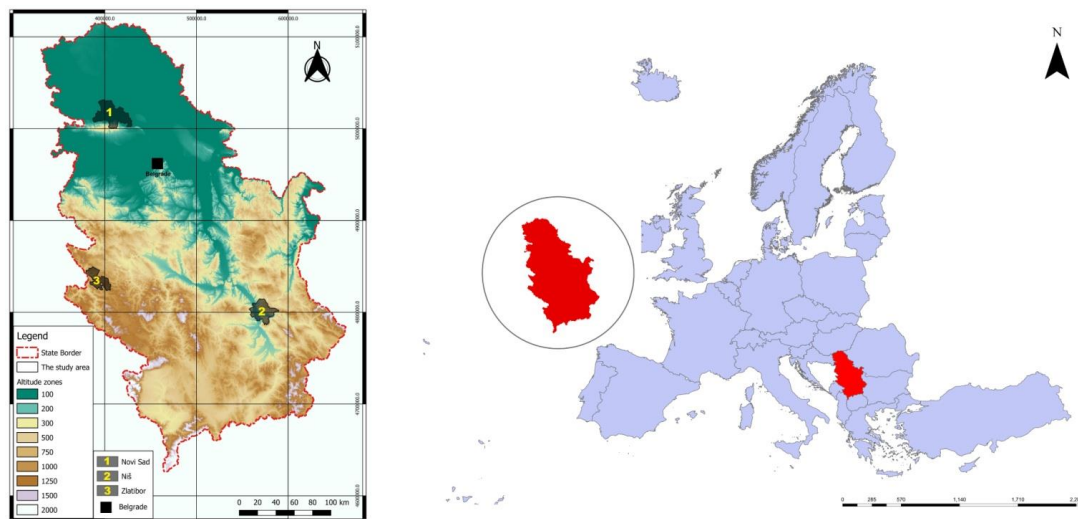 400000.0 500000.0 600000.0
N
5100000.0
1
5000000.0
Belgrade
4900000.0
3
4800000.0
2
4700000.0
4600000.0
Legend
State Border
The study area
Altitude zones
100
200
300
500
750
1000
1250
1500
2000
1 Novi Sad
2 Niš
3 Zlatibor
Belgrade
0 20 40 60 80 100 km
N
0 285 570 1,140 1,710